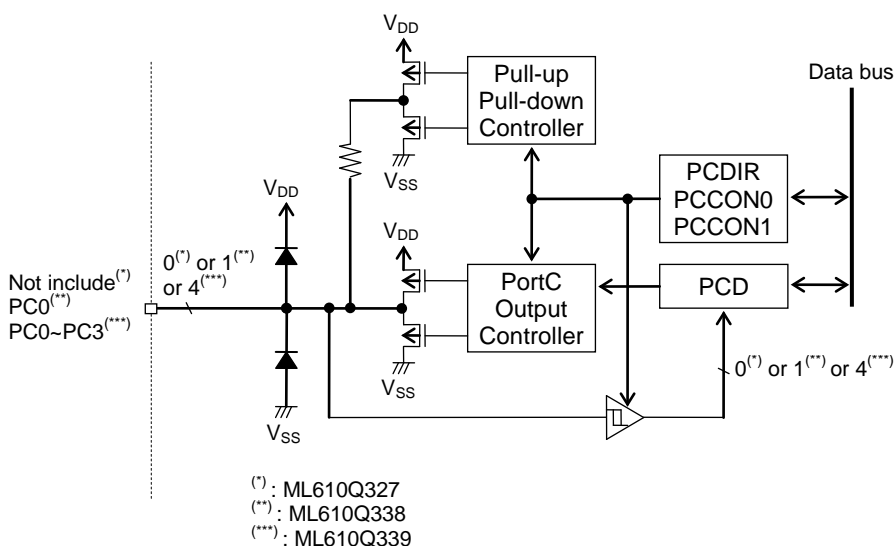 VDD
Pull-up
Pull-down
Controller
Data bus
VSS
VDD
PCDIR
PCCON0
PCCON1
VDD
0(*) or 1(**)
or 4(***)
Not include(*)
PC0(**)
PC0~PC3(***)
PortC
Output
Controller
PCD
VSS
0(*) or 1(**) or 4(***)
VSS
(*) : ML610Q327
(**) : ML610Q338
(***) : ML610Q339